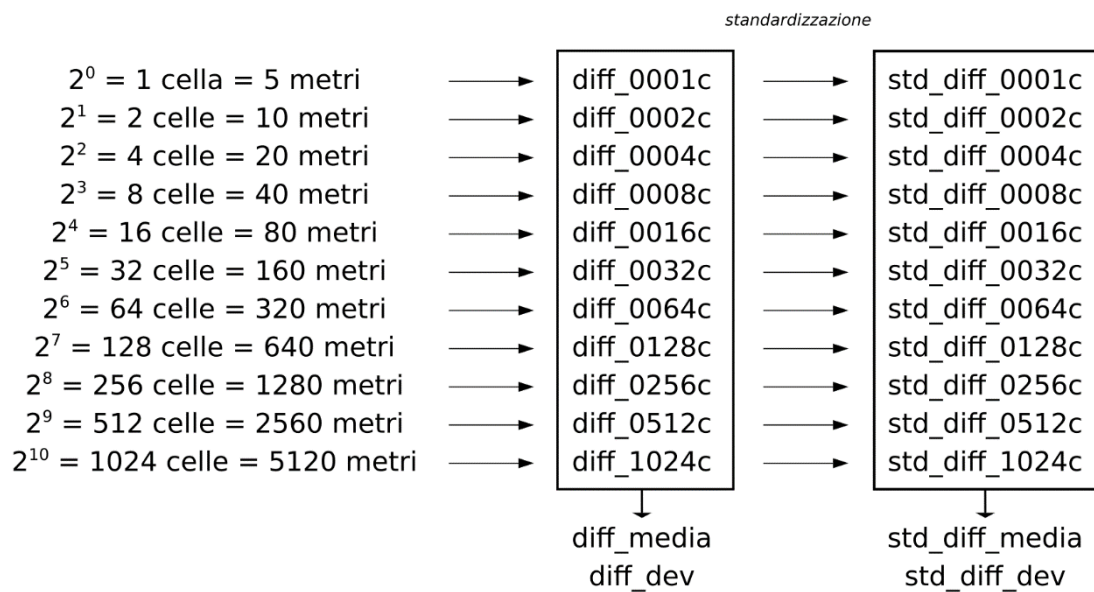 standardizzazione
2⁰ = 1 cella = 5 metri diff_0001c std_diff_0001c
2¹ = 2 celle = 10 metri diff_0002c std_diff_0002c
2² = 4 celle = 20 metri diff_0004c std_diff_0004c
2³ = 8 celle = 40 metri diff_0008c std_diff_0008c
2⁴ = 16 celle = 80 metri diff_0016c std_diff_0016c
2⁵ = 32 celle = 160 metri diff_0032c std_diff_0032c
2⁶ = 64 celle = 320 metri diff_0064c std_diff_0064c
2⁷ = 128 celle = 640 metri diff_0128c std_diff_0128c
2⁸ = 256 celle = 1280 metri diff_0256c std_diff_0256c
2⁹ = 512 celle = 2560 metri diff_0512c std_diff_0512c
2¹⁰ = 1024 celle = 5120 metri diff_1024c std_diff_1024c
diff_media std_diff_media
diff_dev std_diff_dev